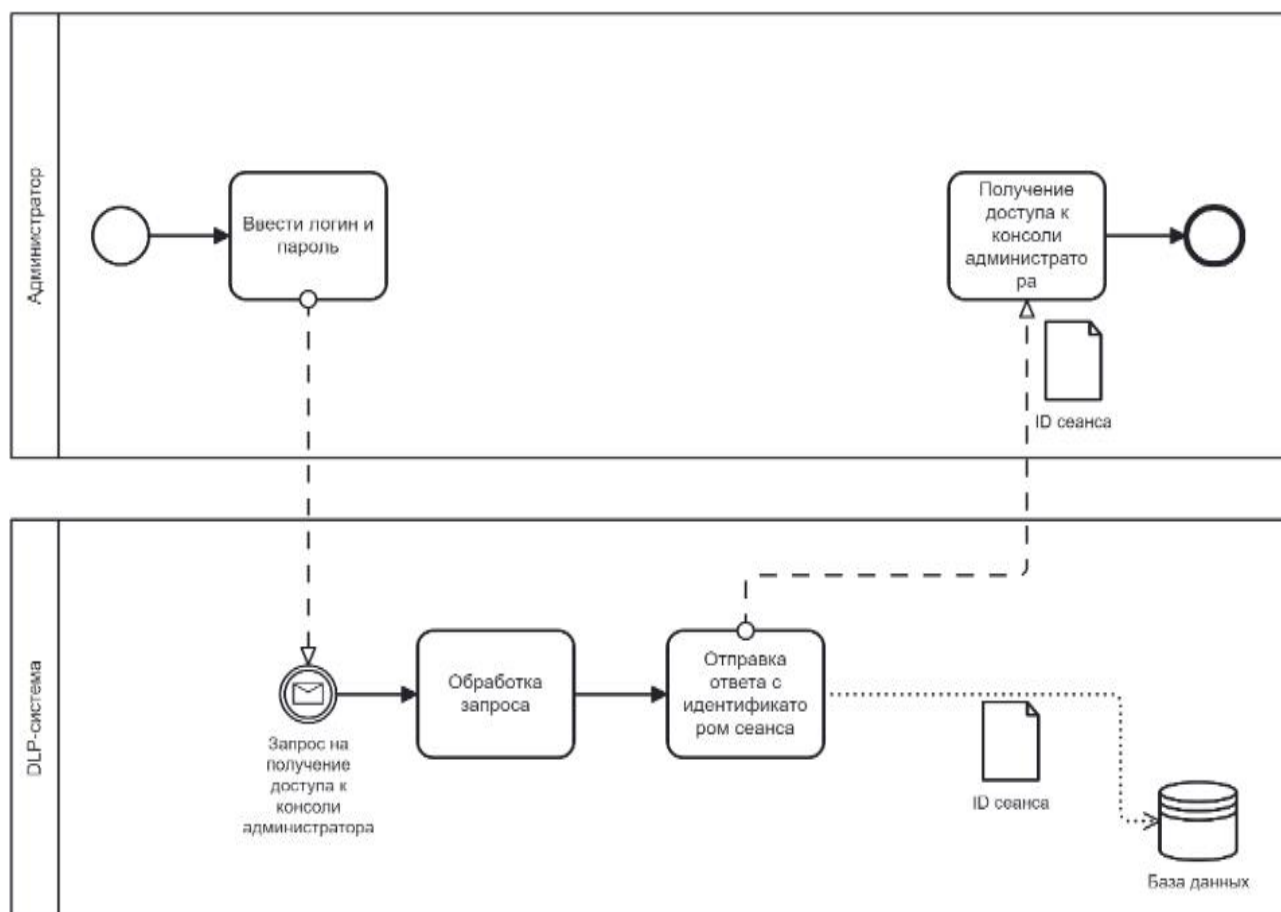 Администратор
Ввести логин и
пароль
Получение
доступа к
консоли
администрато
ра
ID сеанса
DLP-система
Запрос на
получение
доступа к
консоли
администратора
Обработка
запроса
Отправка
ответа с
идентификато
ром сеанса
ID сеанса
База данных